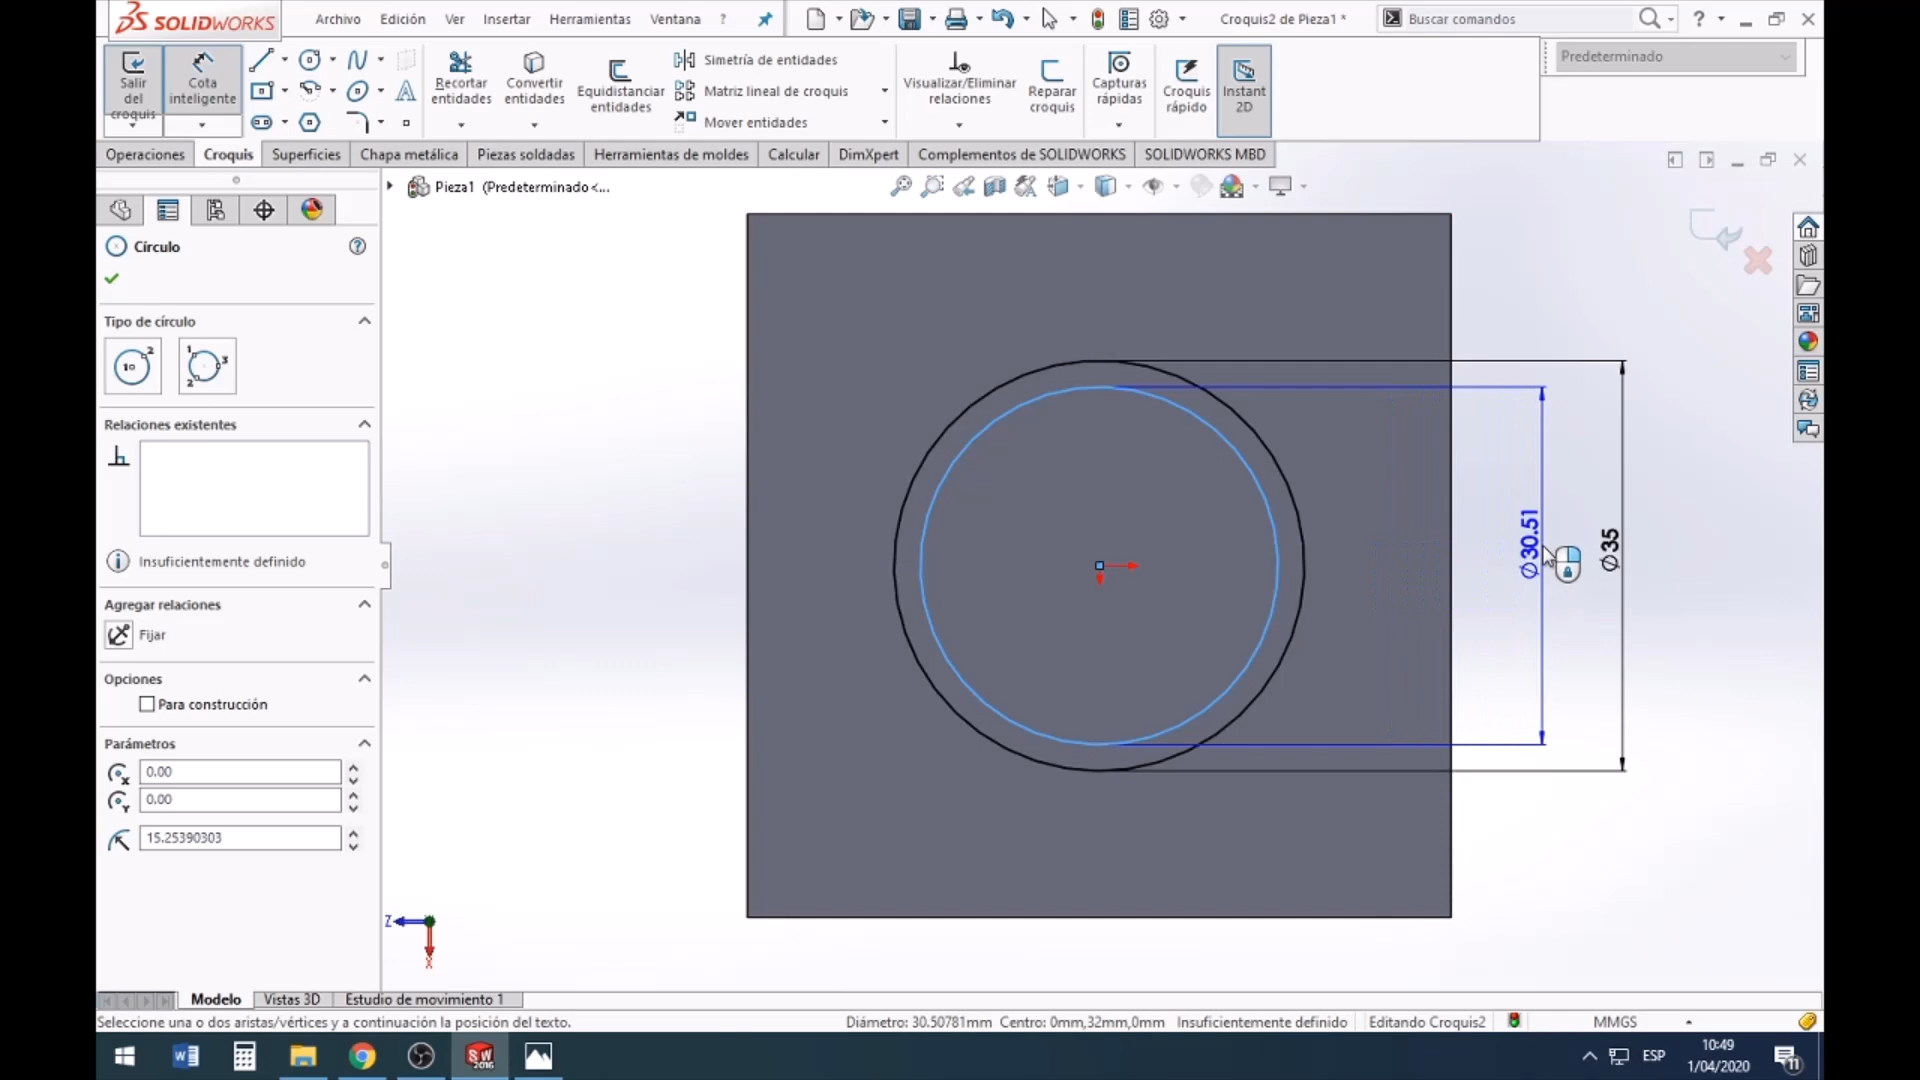 SOLIDWORKS
Archivo Edición Ver Insertar Herramientas Ventana ?
Croquis2 de Pieza1 *
Buscar comandos
?
Salir del croquis
Cota inteligente
Recortar entidades
Convertir entidades
Equidistanciar entidades
Simetría de entidades
Matriz lineal de croquis
Mover entidades
Visualizar/Eliminar relaciones
Reparar croquis
Capturas rápidas
Croquis rápido
Instant 2D
Predeterminado
Operaciones Croquis Superficies Chapa metálica Piezas soldadas Herramientas de moldes Calcular DimXpert Complementos de SOLIDWORKS SOLIDWORKS MBD
Pieza1 (Predeterminado<...
Círculo
Tipo de círculo
Relaciones existentes
Insuficientemente definido
Agregar relaciones
Fijar
Opciones
Para construcción
Parámetros
0.00
0.00
15.25390303
∅30.51
∅35
Z
X
Modelo Vistas 3D Estudio de movimiento 1
Seleccione una o dos aristas/vértices y a continuación la posición del texto.
Diámetro: 30.50781mm Centro: 0mm,32mm,0mm Insuficientemente definido Editando Croquis2 MMGS
ESP
10:49
1/04/2020
11